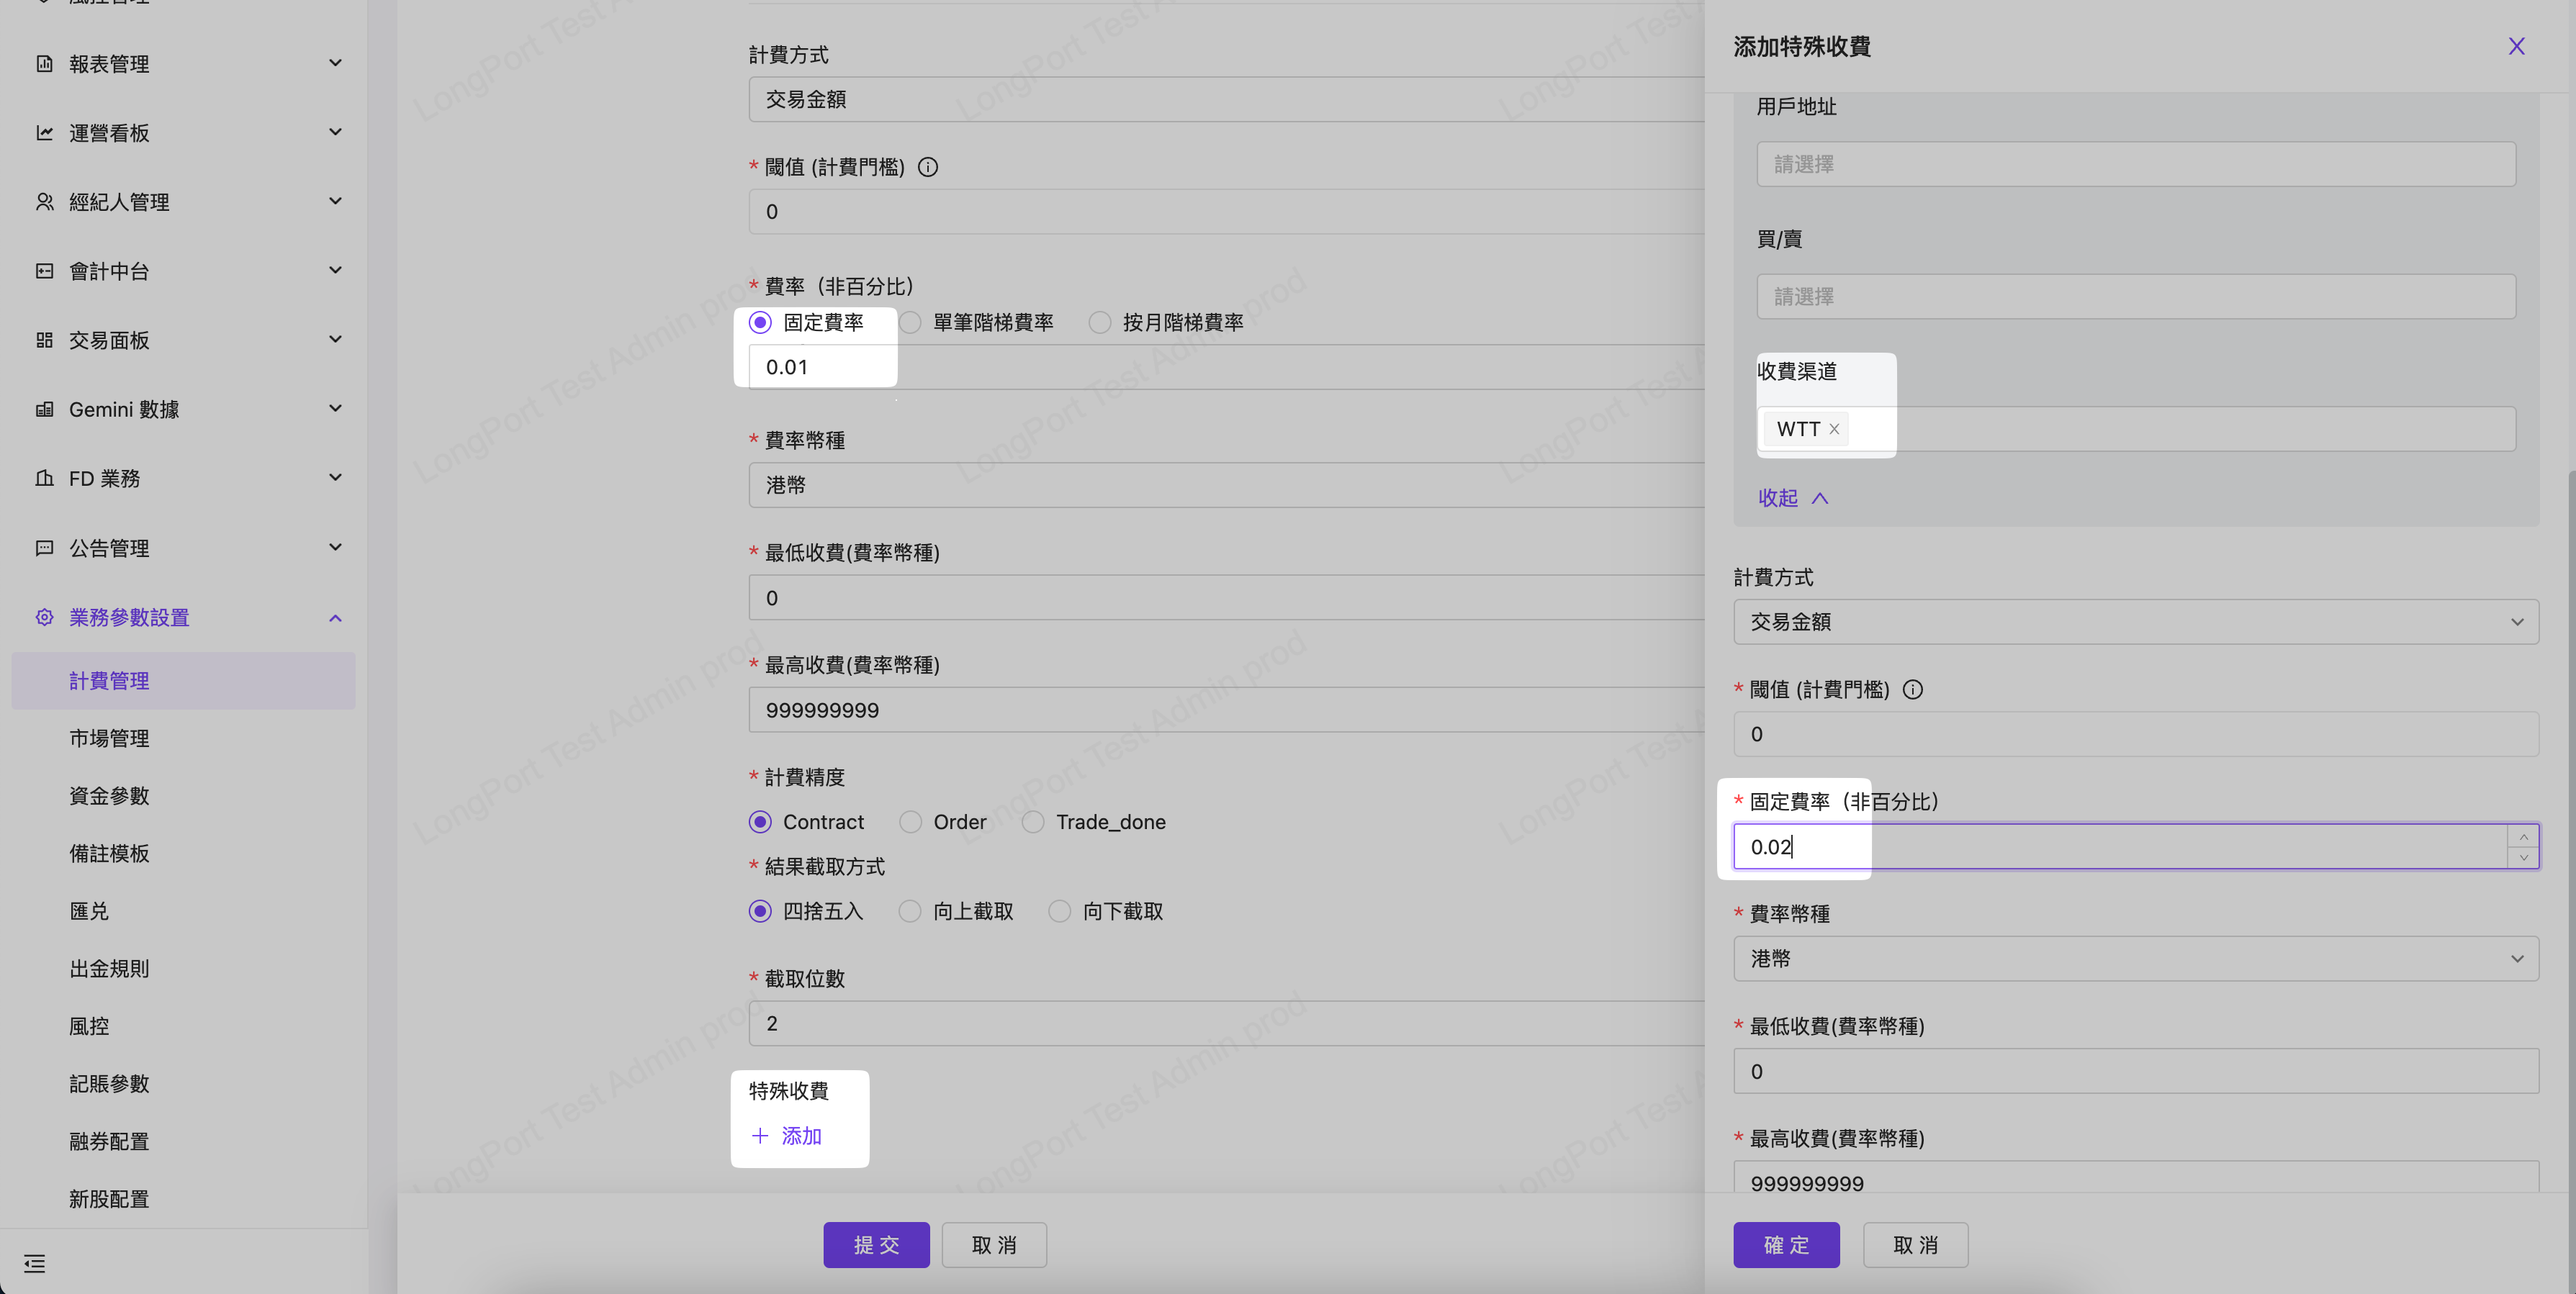 風控管理
報表管理
運營看板
經紀人管理
會計中台
交易面板
Gemini 數據
FD 業務
公告管理
業務參數設置
計費管理
市場管理
資金參數
備註模板
匯兑
出金規則
風控
記賬參數
融券配置
新股配置
計費方式
交易金額
* 閾值 (計費門檻)
0
* 費率（非百分比）
固定費率 單筆階梯費率 按月階梯費率
0.01
* 費率幣種
港幣
* 最低收費(費率幣種)
0
* 最高收費(費率幣種)
999999999
* 計費精度
Contract Order Trade_done
* 結果截取方式
四捨五入 向上截取 向下截取
* 截取位數
2
特殊收費
+ 添加
提 交 取 消
添加特殊收費
用戶地址
請選擇
買/賣
請選擇
收費渠道
WTT
收起
計費方式
交易金額
* 閾值 (計費門檻)
0
* 固定費率（非百分比）
0.02
* 費率幣種
港幣
* 最低收費(費率幣種)
0
* 最高收費(費率幣種)
999999999
確 定 取 消
LongPort Test Admin prod